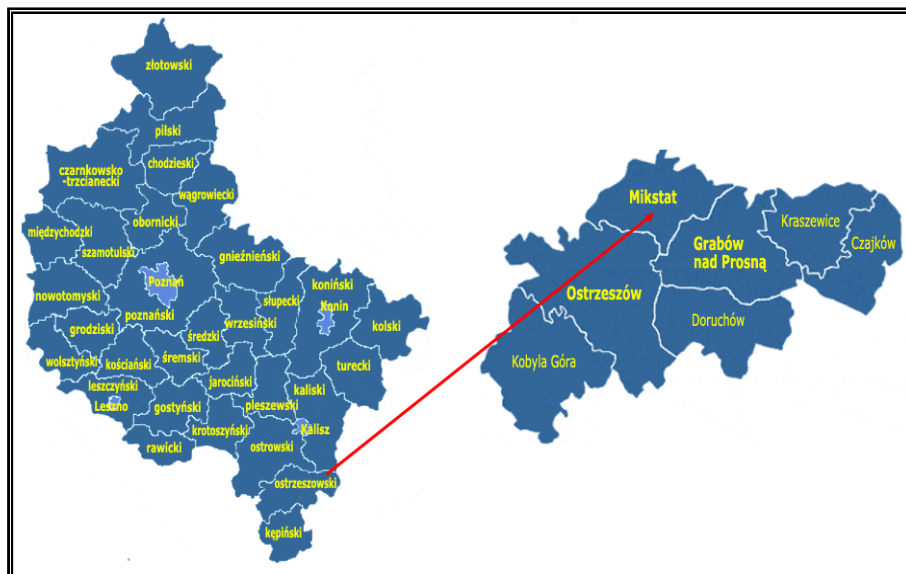 złotowski
pilski
chodzieski
czarnkowsko
-trzcianecki
wągrowiecki
obornicki
międzychodzki
szamotulski
gnieźnieński
Poznań
koniński
słupecki
nowotomyski
Konin
poznański
wrzesiński
kolski
grodziski
średzki
śremski
wolsztyński
kościański
turecki
leszczyński
jarociński
kaliski
Leszno
gostyński
pleszewski
krotoszyński
Kalisz
rawicki
ostrowski
ostrzeszowski
kępiński
Mikstat
Kraszewice
Czajków
Grabów
nad Prosną
Ostrzeszów
Doruchów
Kobyla Góra